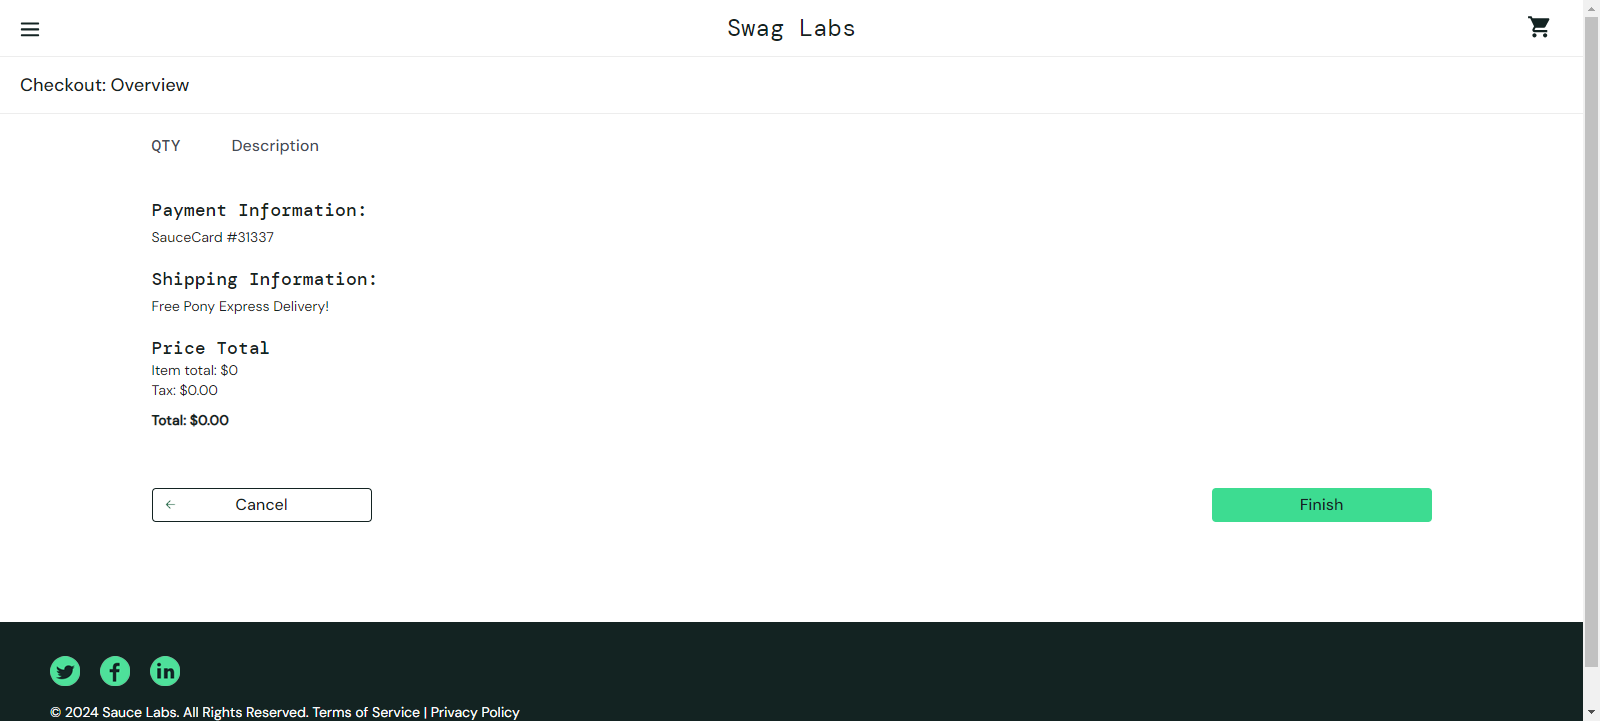 Swag Labs
Checkout: Overview
QTY Description
Payment Information:
SauceCard #31337
Shipping Information:
Free Pony Express Delivery!
Price Total
Item total: $0
Tax: $0.00
Total: $0.00
Cancel
Finish
© 2024 Sauce Labs. All Rights Reserved. Terms of Service | Privacy Policy